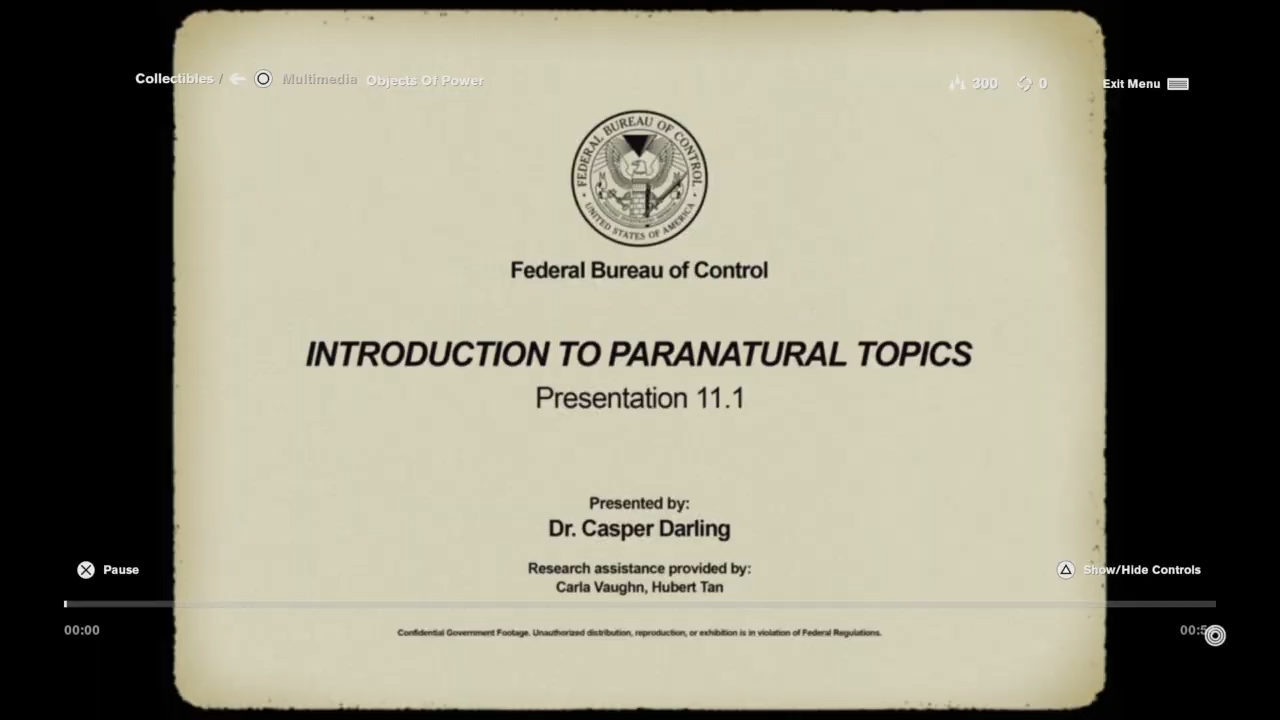 Collectibles / Multimedia Objects Of Power
300
0
Exit Menu
FEDERAL BUREAU OF CONTROL
UNITED STATES OF AMERICA
Federal Bureau of Control
INTRODUCTION TO PARANATURAL TOPICS
Presentation 11.1
Presented by:
Dr. Casper Darling
Research assistance provided by:
Carla Vaughn, Hubert Tan
Pause
Show/Hide Controls
00:00
Confidential Government Footage. Unauthorized distribution, reproduction, or exhibition is in violation of Federal Regulations.